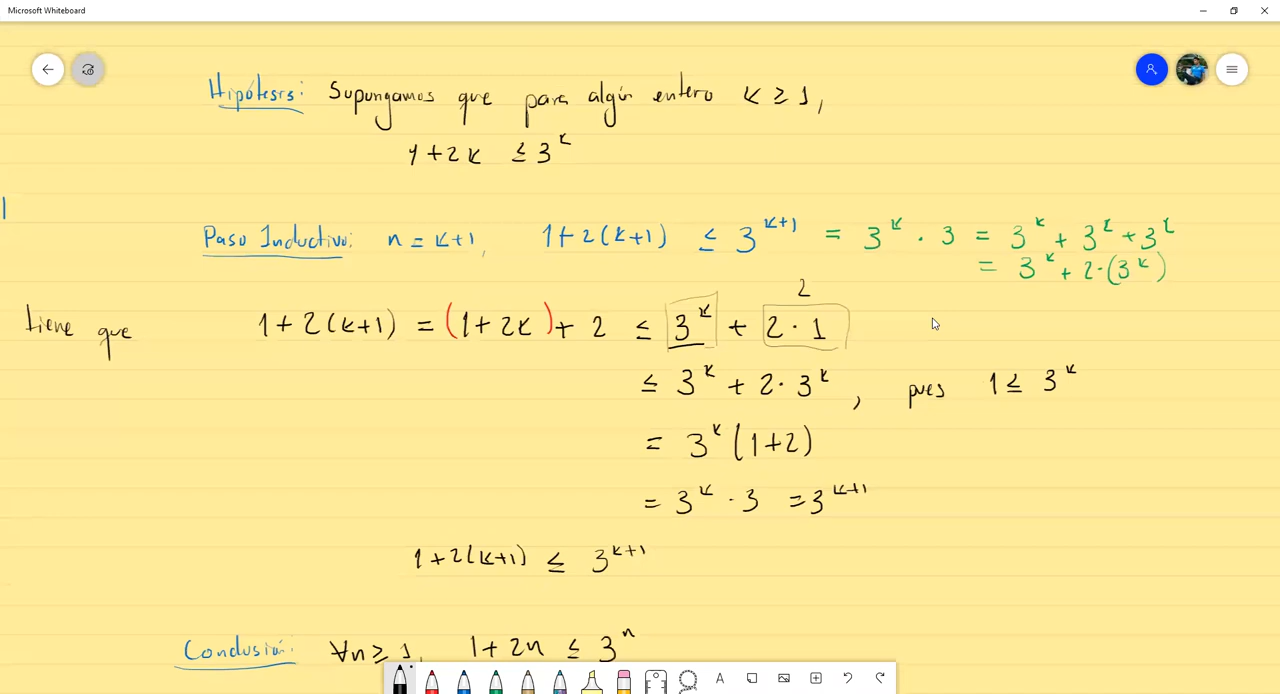 Microsoft Whiteboard
Hipótesis: Supungamos que para algún entero k ≥ 1,
1+2k ≤ 3^k
Paso Inductivo: n = k+1, 1+2(k+1) ≤ 3^{k+1} = 3^k · 3 = 3^k + 3^k + 3^k
= 3^k + 2·(3^k)
2
tiene que 1+2(k+1) = (1+2k) + 2 ≤ 3^k + 2·1
≤ 3^k + 2·3^k, pues 1 ≤ 3^k
= 3^k (1+2)
= 3^k · 3 = 3^{k+1}
1+2(k+1) ≤ 3^{k+1}
Conclusión: ∀n ≥ 1, 1+2n ≤ 3^n
A